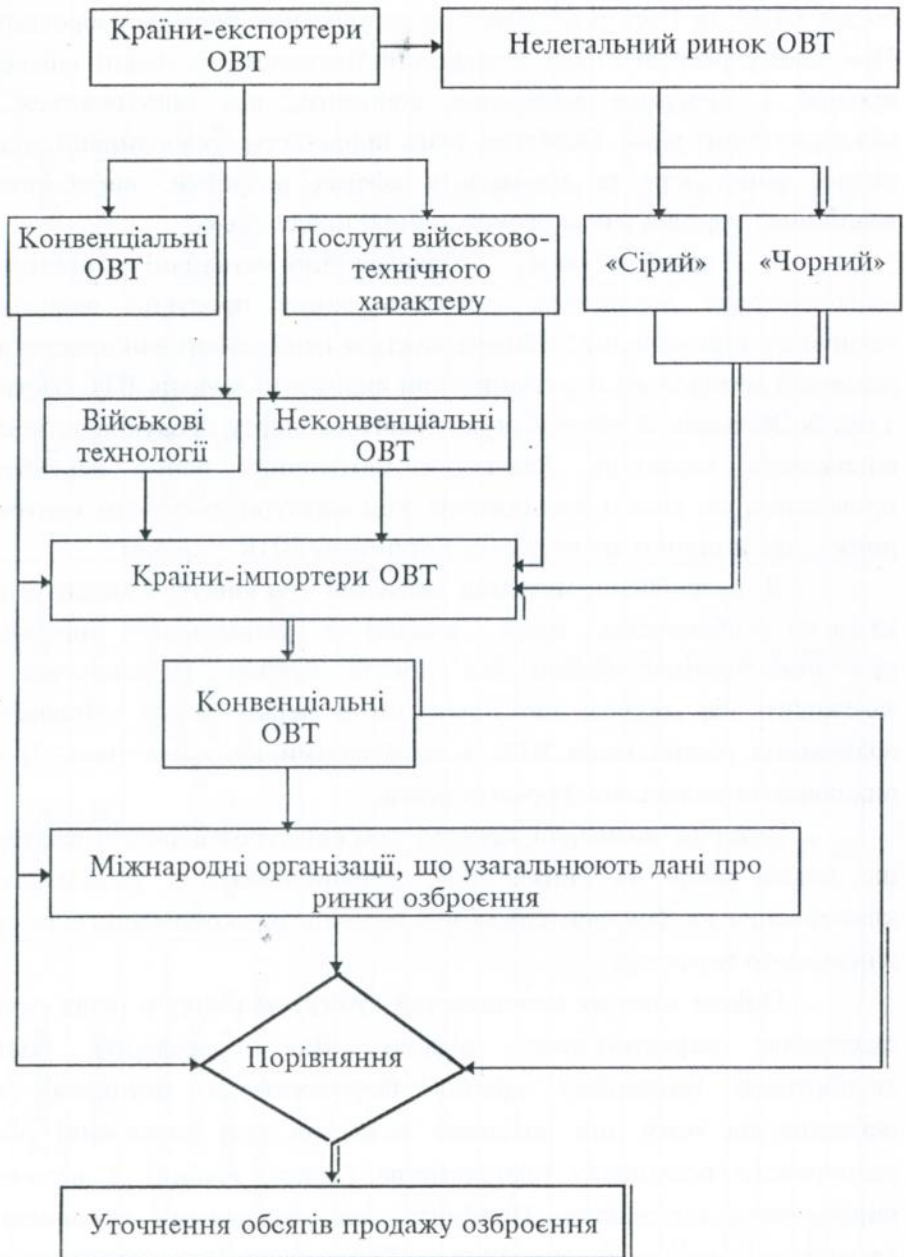 Країни-експортери
ОВТ
Нелегальний ринок ОВТ
Конвенціальні
ОВТ
Послуги військово-
технічного
характеру
«Сірий»
«Чорний»
Військові
технології
Неконвенціальні
ОВТ
Країни-імпортери ОВТ
Конвенціальні
ОВТ
Міжнародні організації, що узагальнюють дані про
ринки озброєння
Порівняння
Уточнення обсягів продажу озброєння